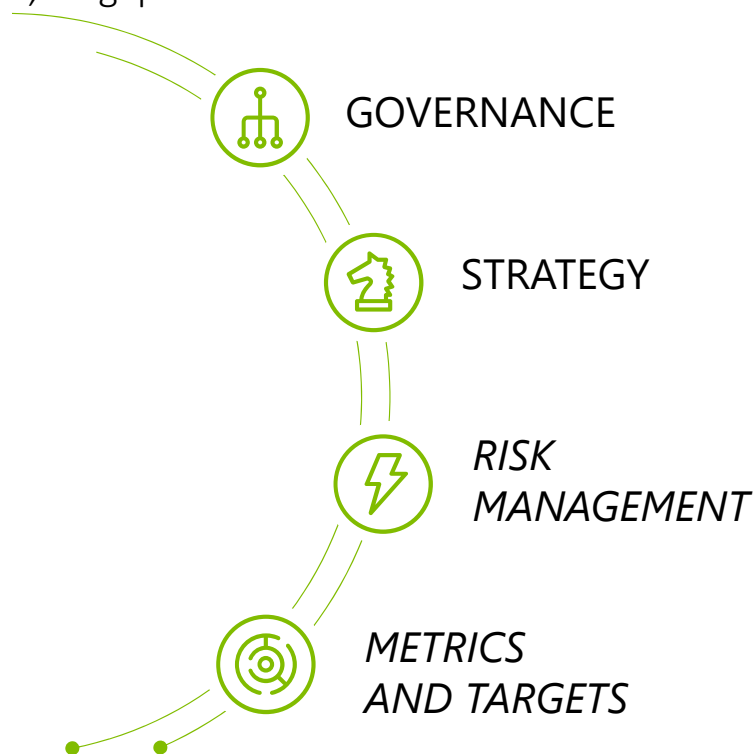 GOVERNANCE
STRATEGY
RISK
MANAGEMENT
METRICS
AND TARGETS